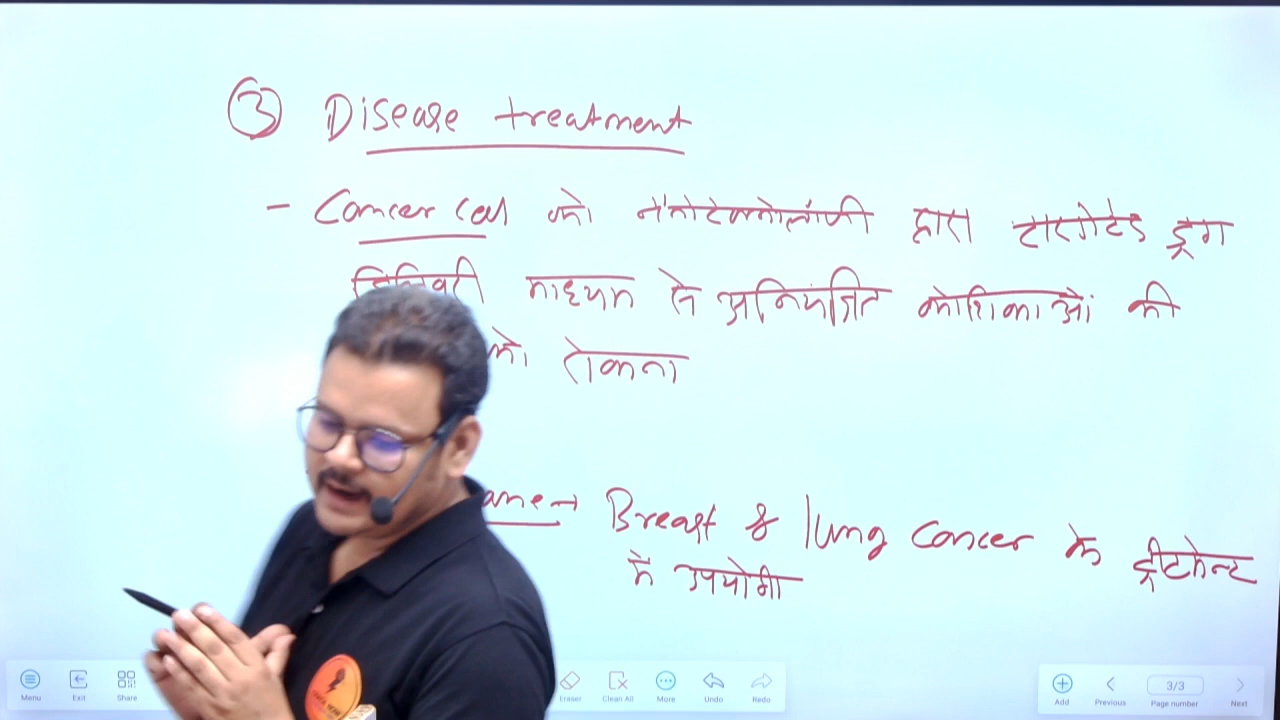 ③ Disease treatment
- Cancer cell को नैनोटेक्नोलॉजी द्वारा टारगेटेड ड्रग
डिलिवरी माध्यम से अनियंत्रित कोशिकाओं की
को रोकना
Breast & lung cancer के ट्रीटमेन्ट
में उपयोगी
Menu Exit Share Eraser Clean All More Undo Redo Add Previous 3/3 Page number Next